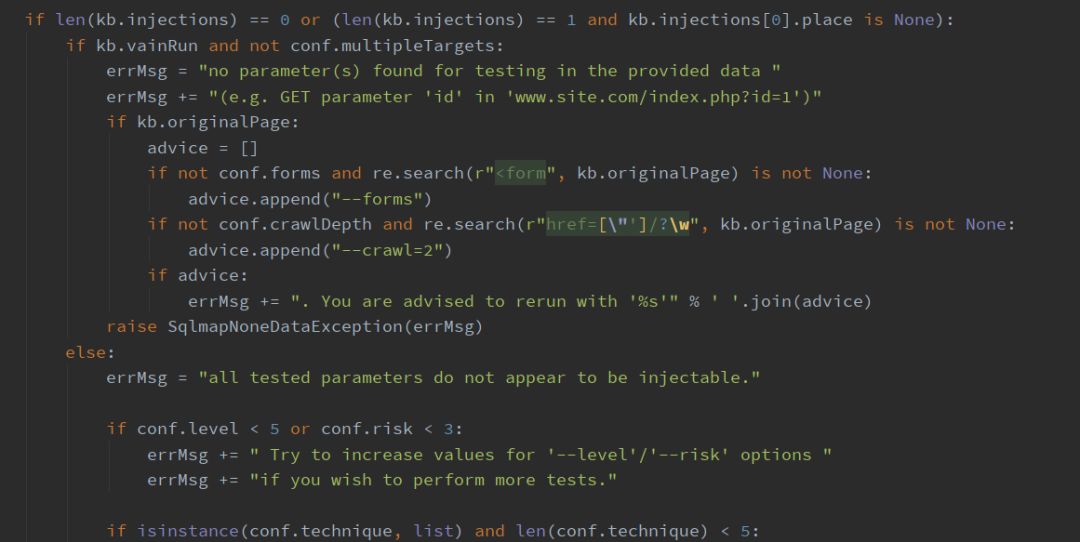 if len(kb.injections) == 0 or (len(kb.injections) == 1 and kb.injections[0].place is None):
if kb.vainRun and not conf.multipleTargets:
errMsg = "no parameter(s) found for testing in the provided data "
errMsg += "(e.g. GET parameter 'id' in 'www.site.com/index.php?id=1')"
if kb.originalPage:
advice = []
if not conf.forms and re.search(r"<form", kb.originalPage) is not None:
advice.append("--forms")
if not conf.crawlDepth and re.search(r"href=[\"']/?\w", kb.originalPage) is not None:
advice.append("--crawl=2")
if advice:
errMsg += ". You are advised to rerun with '%s'" % ' '.join(advice)
raise SqlmapNoneDataException(errMsg)
else:
errMsg = "all tested parameters do not appear to be injectable."
if conf.level < 5 or conf.risk < 3:
errMsg += " Try to increase values for '--level'/'--risk' options "
errMsg += "if you wish to perform more tests."
if isinstance(conf.technique, list) and len(conf.technique) < 5: